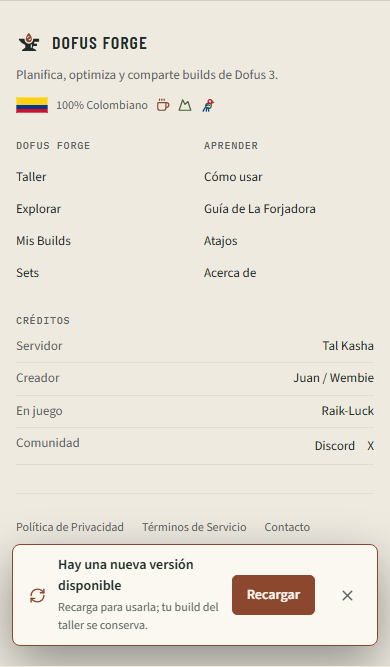 DOFUS FORGE
Planifica, optimiza y comparte builds de Dofus 3.
100% Colombiano
DOFUS FORGE
Taller
Explorar
Mis Builds
Sets
APRENDER
Cómo usar
Guía de La Forjadora
Atajos
Acerca de
CRÉDITOS
Servidor Tal Kasha
Creador Juan / Wembie
En juego Raik-Luck
Comunidad Discord X
Política de Privacidad Términos de Servicio Contacto
Hay una nueva versión
disponible
Recarga para usarla; tu build del
taller se conserva.
Recargar